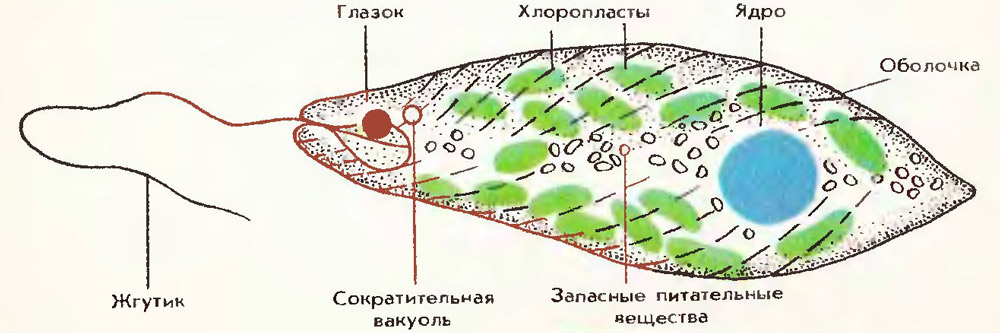 Глазок
Хлоропласты
Ядро
Оболочка
Жгутик
Сократительная
вакуоль
Запасные питательные
вещества